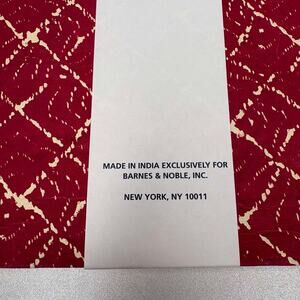 MADE IN INDIA EXCLUSIVELY FOR
BARNES & NOBLE, INC.
NEW YORK, NY 10011